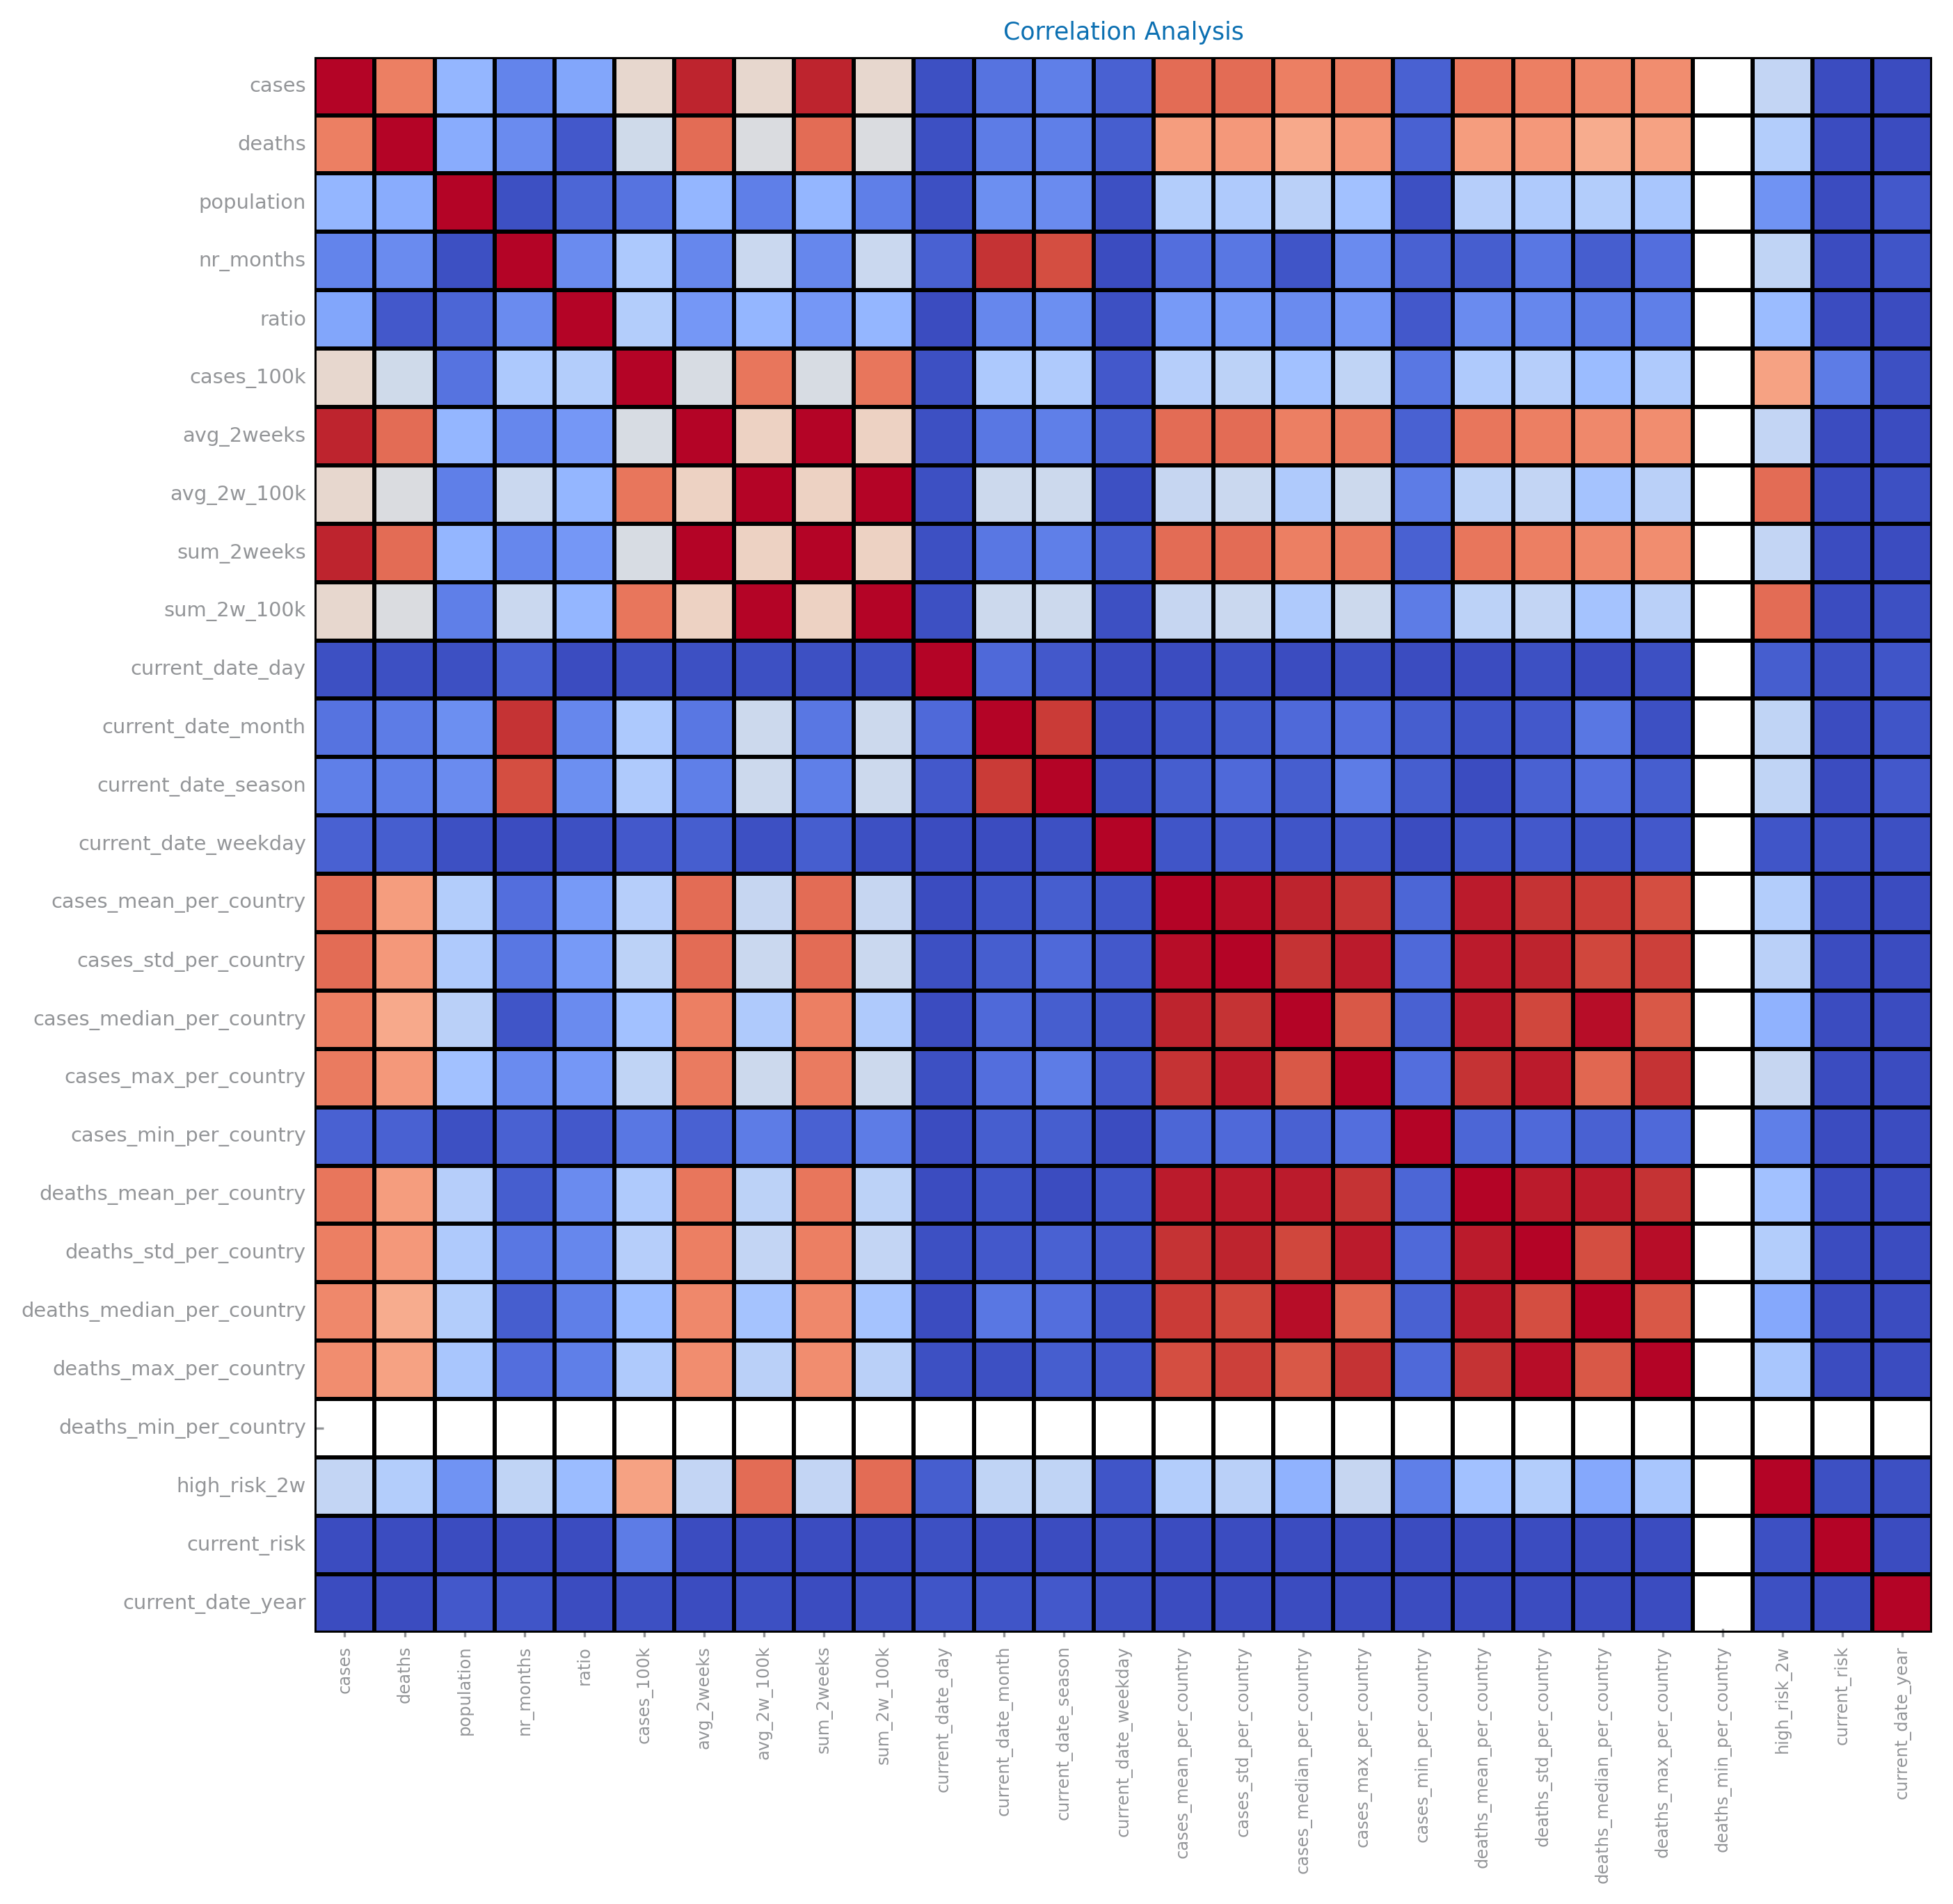 Correlation Analysis
cases
deaths
population
nr_months
ratio
cases_100k
avg_2weeks
avg_2w_100k
sum_2weeks
sum_2w_100k
current_date_day
current_date_month
current_date_season
current_date_weekday
cases_mean_per_country
cases_std_per_country
cases_median_per_country
cases_max_per_country
cases_min_per_country
deaths_mean_per_country
deaths_std_per_country
deaths_median_per_country
deaths_max_per_country
deaths_min_per_country
high_risk_2w
current_risk
current_date_year
cases
deaths
population
nr_months
ratio
cases_100k
avg_2weeks
avg_2w_100k
sum_2weeks
sum_2w_100k
current_date_day
current_date_month
current_date_season
current_date_weekday
cases_mean_per_country
cases_std_per_country
cases_median_per_country
cases_max_per_country
cases_min_per_country
deaths_mean_per_country
deaths_std_per_country
deaths_median_per_country
deaths_max_per_country
deaths_min_per_country
high_risk_2w
current_risk
current_date_year